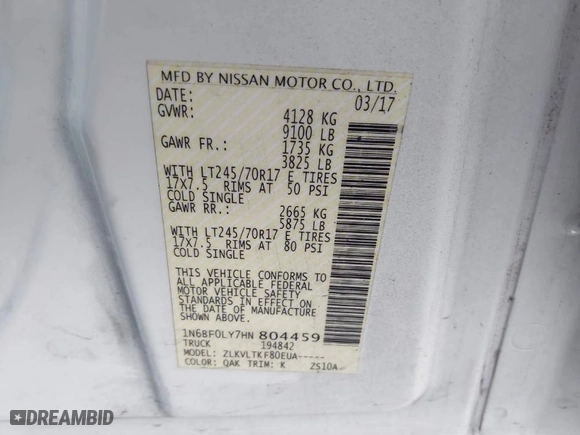 MFD BY NISSAN MOTOR CO., LTD.
DATE: 03/17
GVWR: 4128 KG
9100 LB
GAWR FR.: 1735 KG
3825 LB
WITH LT245/70R17 E TIRES
17X7.5 RIMS AT 50 PSI
COLD SINGLE
GAWR RR.: 2665 KG
5875 LB
WITH LT245/70R17 E TIRES
17X7.5 RIMS AT 80 PSI
COLD SINGLE
THIS VEHICLE CONFORMS TO
ALL APPLICABLE FEDERAL
MOTOR VEHICLE SAFETY
STANDARDS IN EFFECT ON
THE DATE OF MANUFACTURE
SHOWN ABOVE
1N6BF0LY7HN 804459
TRUCK 194842
MODEL: ZLKVLTKF80EUA-----
COLOR: QAK TRIM: K ZS10A
DREAMBID